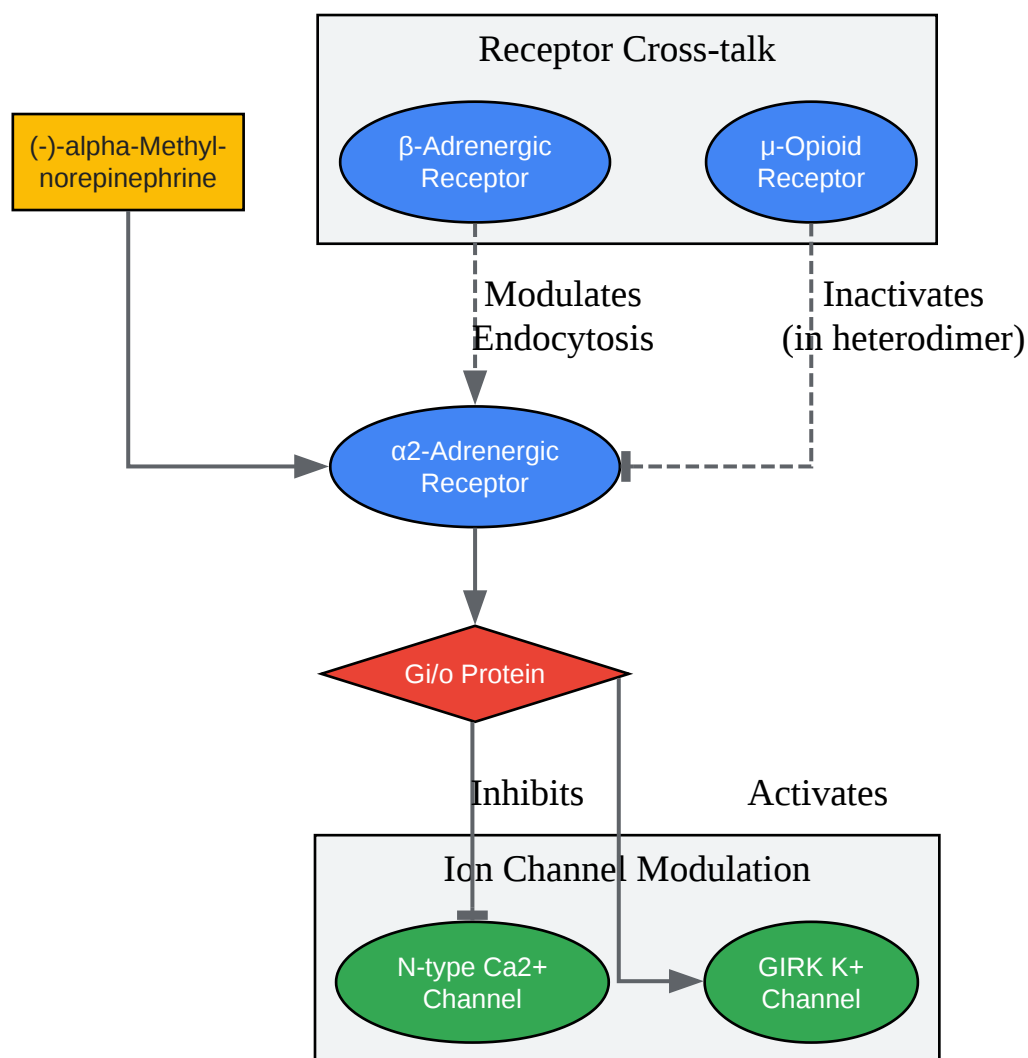 Receptor Cross-talk
(-)-alpha-Methyl-
norepinephrine
β-Adrenergic
Receptor
μ-Opioid
Receptor
Modulates
Endocytosis
Inactivates
(in heterodimer)
α2-Adrenergic
Receptor
Gi/o Protein
Inhibits
Activates
Ion Channel Modulation
N-type Ca2+
Channel
GIRK K+
Channel